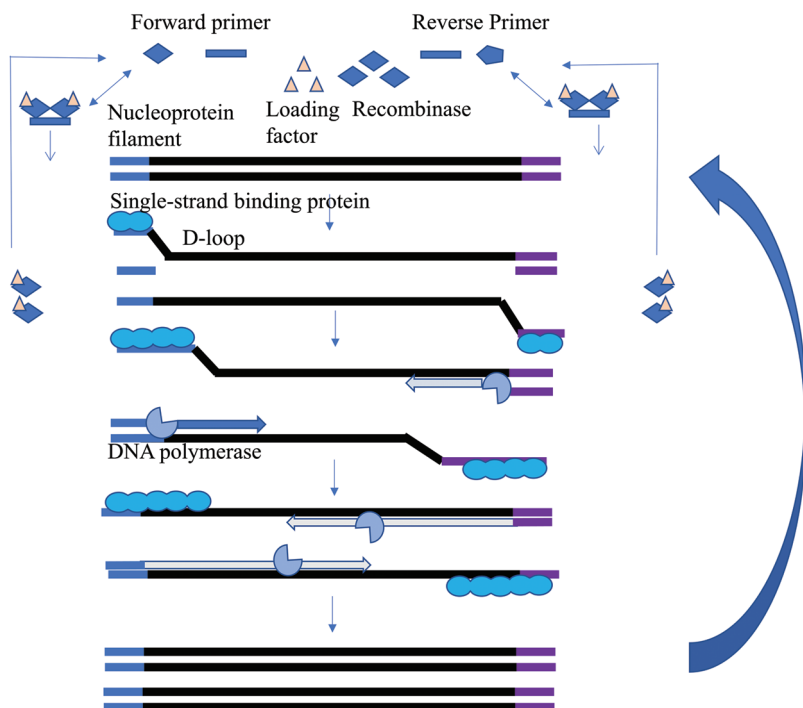 Forward primer
Reverse Primer
Nucleoprotein
filament
Loading
factor
Recombinase
Single-strand binding protein
D-loop
DNA polymerase